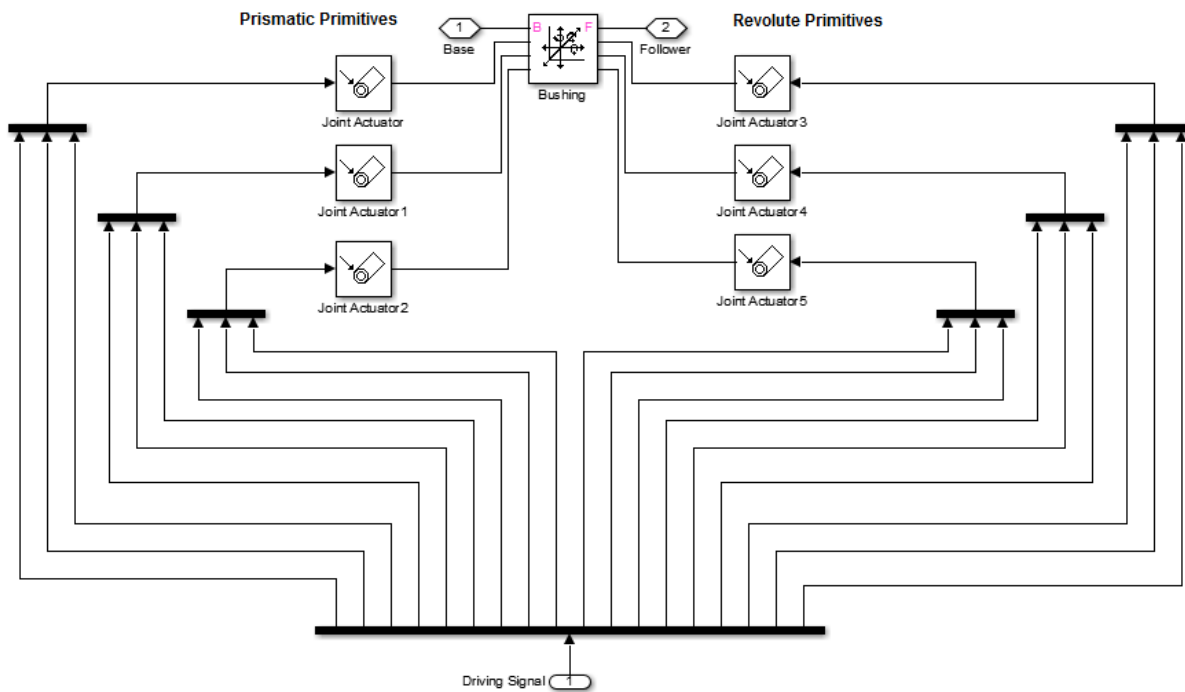 Prismatic Primitives
Revolute Primitives
1
Base
B
F
Bushing
2
Follower
Joint Actuator
Joint Actuator3
Joint Actuator1
Joint Actuator4
Joint Actuator2
Joint Actuator5
Driving Signal
1